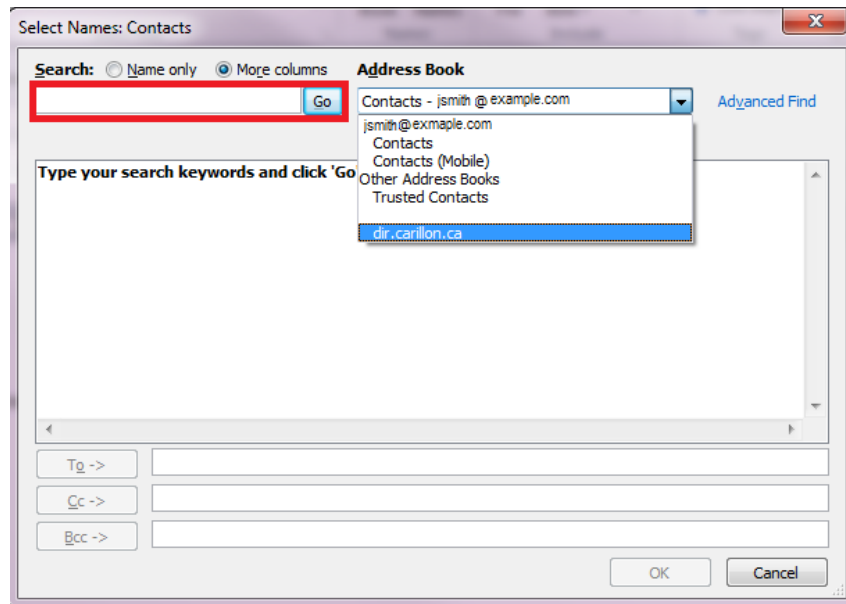 Select Names: Contacts
Search: Name only More columns Address Book
Go Contacts - jsmith @ example.com Advanced Find
jsmith@exmaple.com
Contacts
Contacts (Mobile)
Other Address Books
Trusted Contacts
dir.carillon.ca
Type your search keywords and click 'Go'
To ->
Cc ->
Bcc ->
OK Cancel